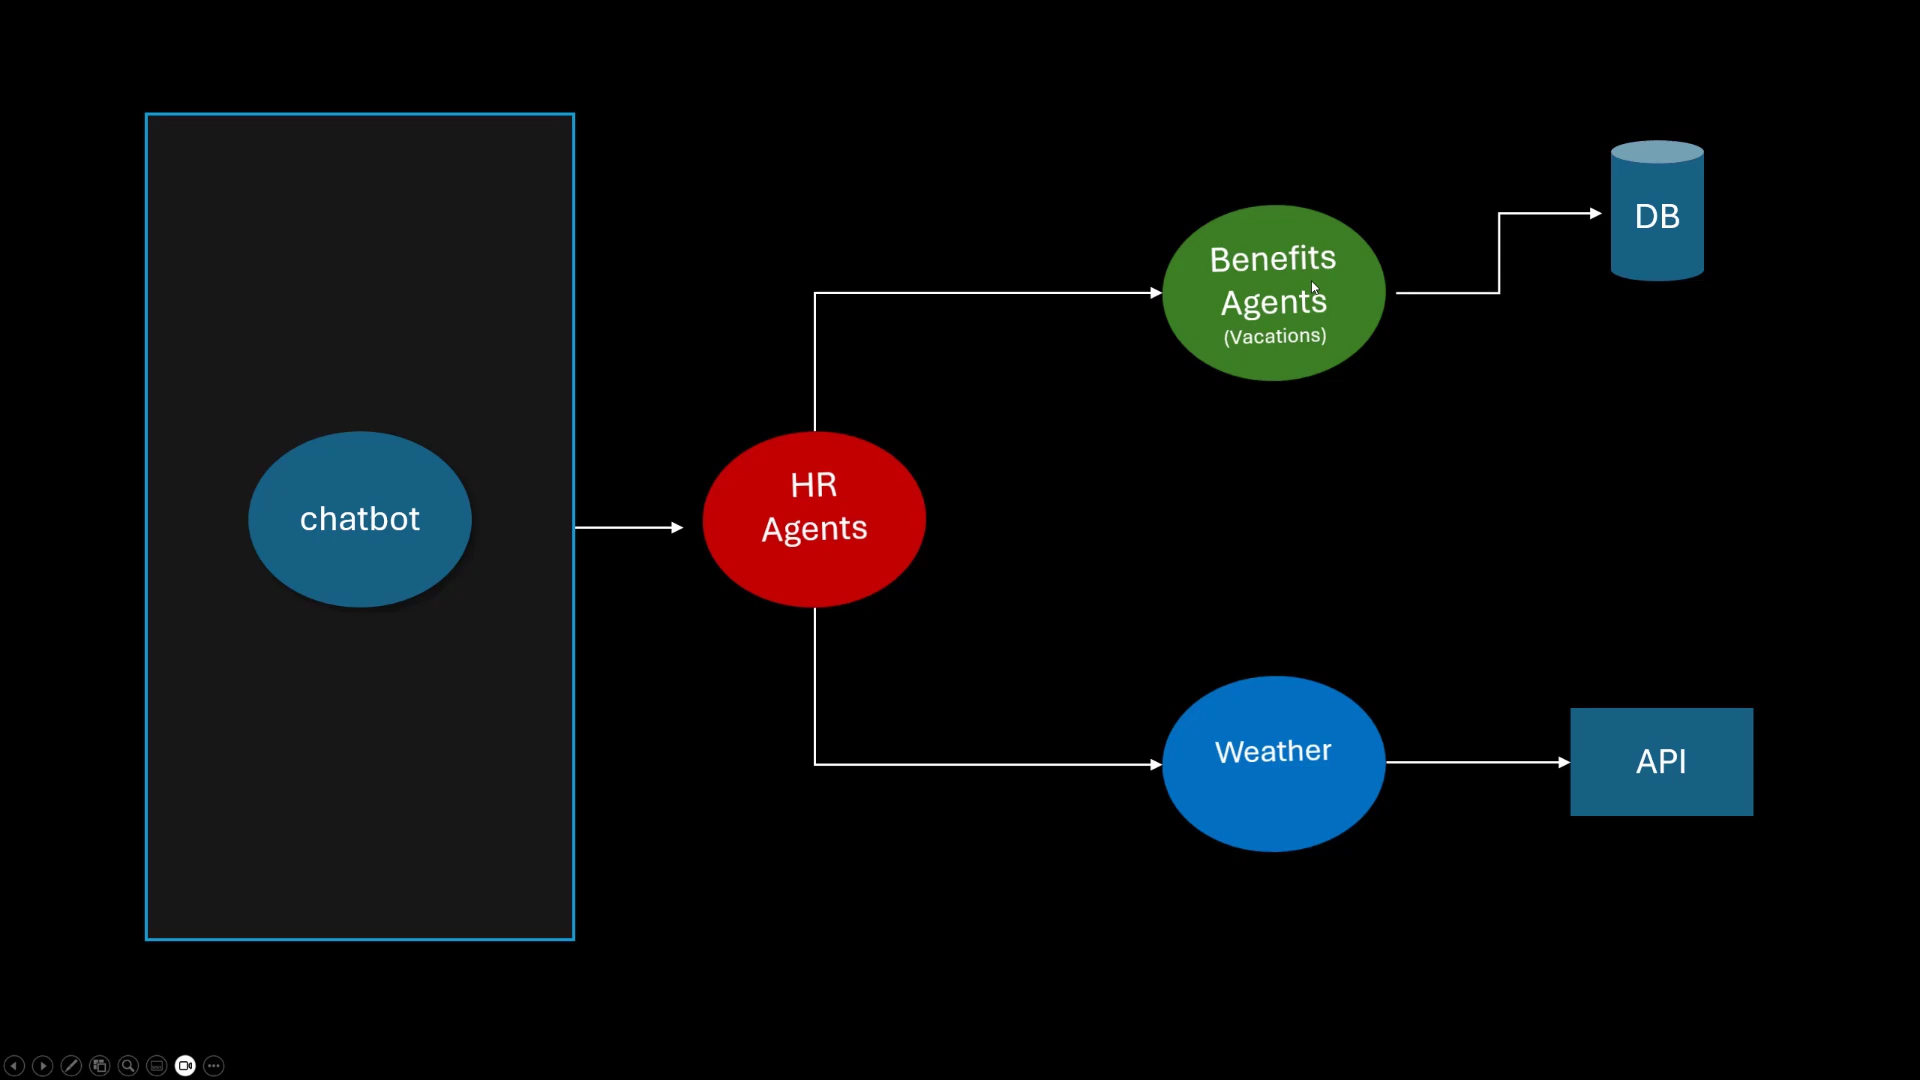 chatbot
HR
Agents
Benefits
Agents
(Vacations)
DB
Weather
API